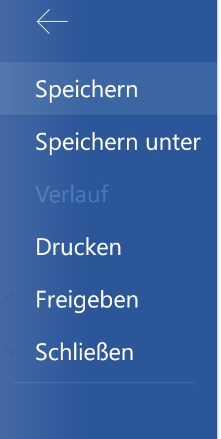 Speichern
Speichern unter
Verlauf
Drucken
Freigeben
Schließen